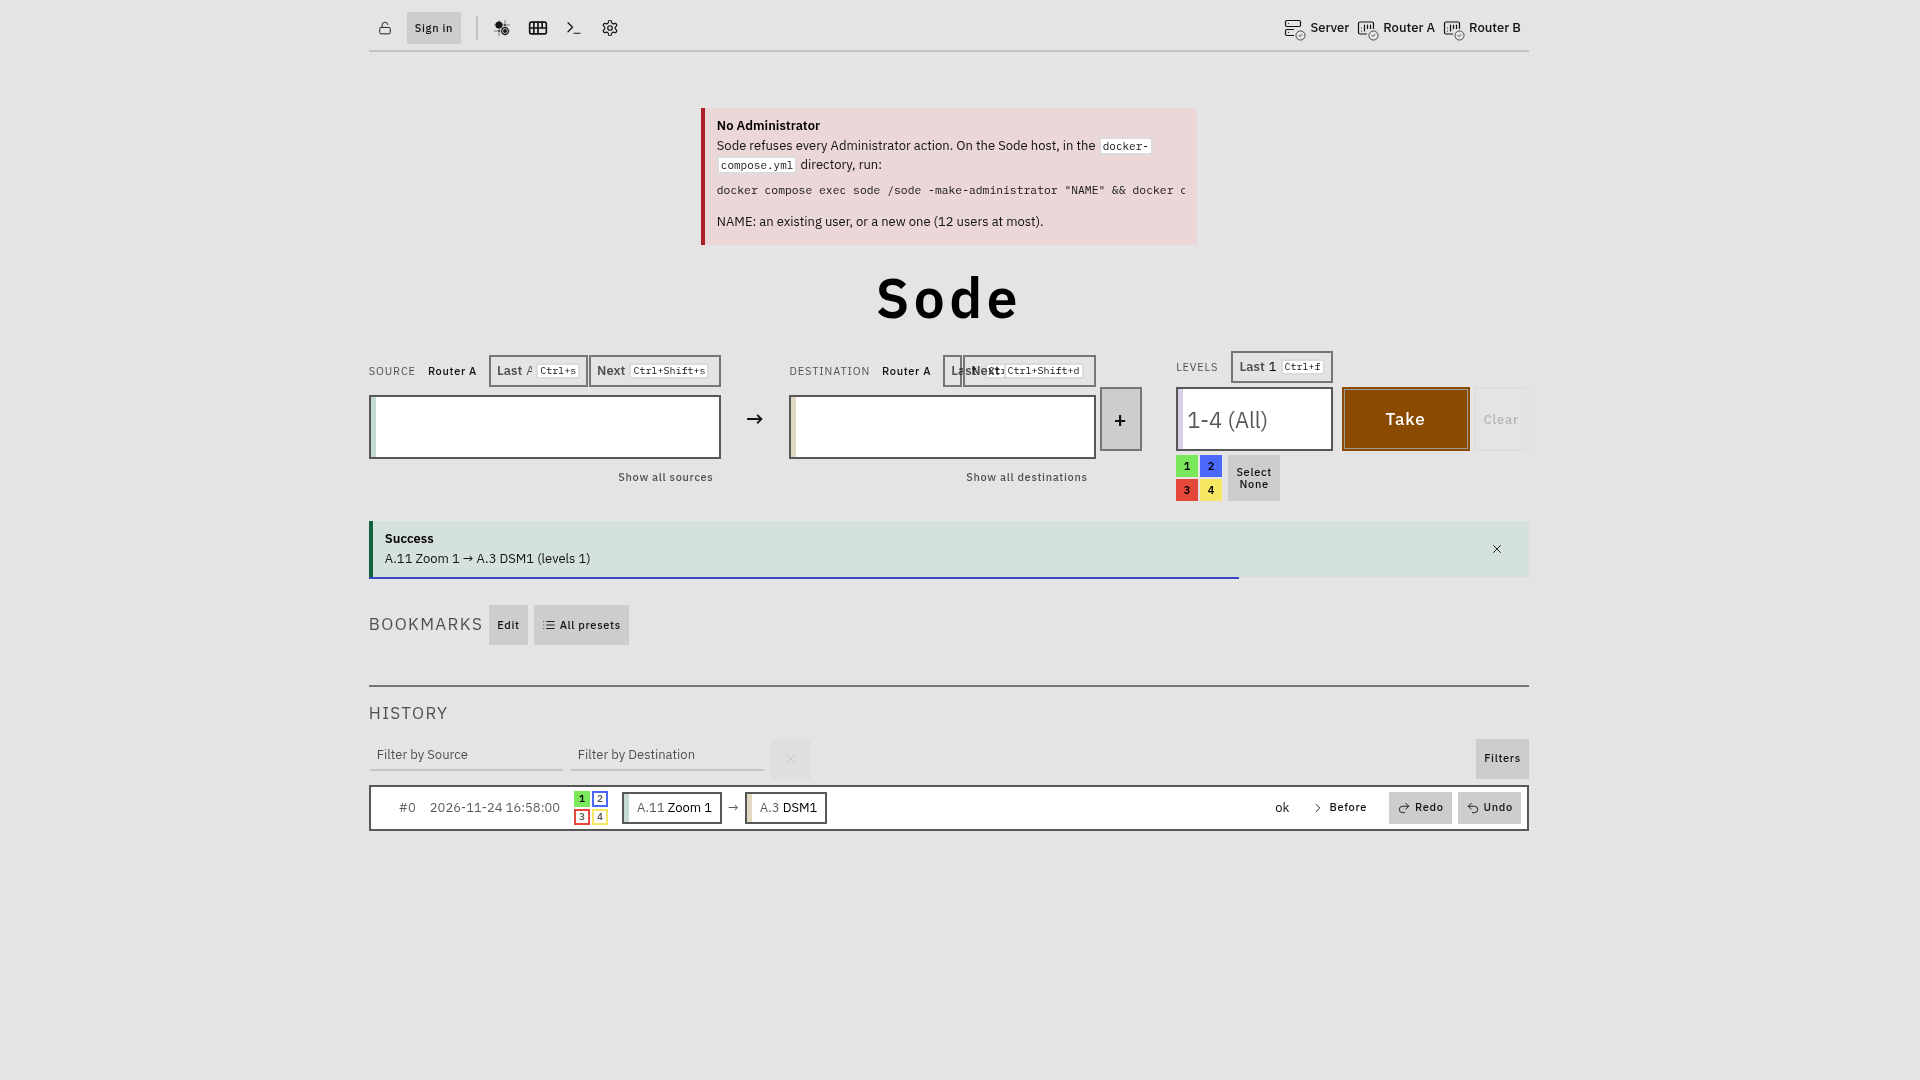 Sign in
Server Router A Router B
No Administrator
Sode refuses every Administrator action. On the Sode host, in the docker-
compose.yml directory, run:
docker compose exec sode /sode -make-administrator "NAME" && docker c
NAME: an existing user, or a new one (12 users at most).
Sode
SOURCE Router A Last A Ctrl+s Next Ctrl+Shift+s
DESTINATION Router A Last Next Ctrl+Shift+d
LEVELS Last 1 Ctrl+f
→
+
1-4 (All)
Take
Clear
Show all sources
Show all destinations
1 2
3 4
Select
None
Success
A.11 Zoom 1 → A.3 DSM1 (levels 1)
BOOKMARKS Edit All presets
HISTORY
Filter by Source Filter by Destination Filters
#0 2026-11-24 16:58:00 1 2 3 4 A.11 Zoom 1 → A.3 DSM1 ok Before Redo Undo